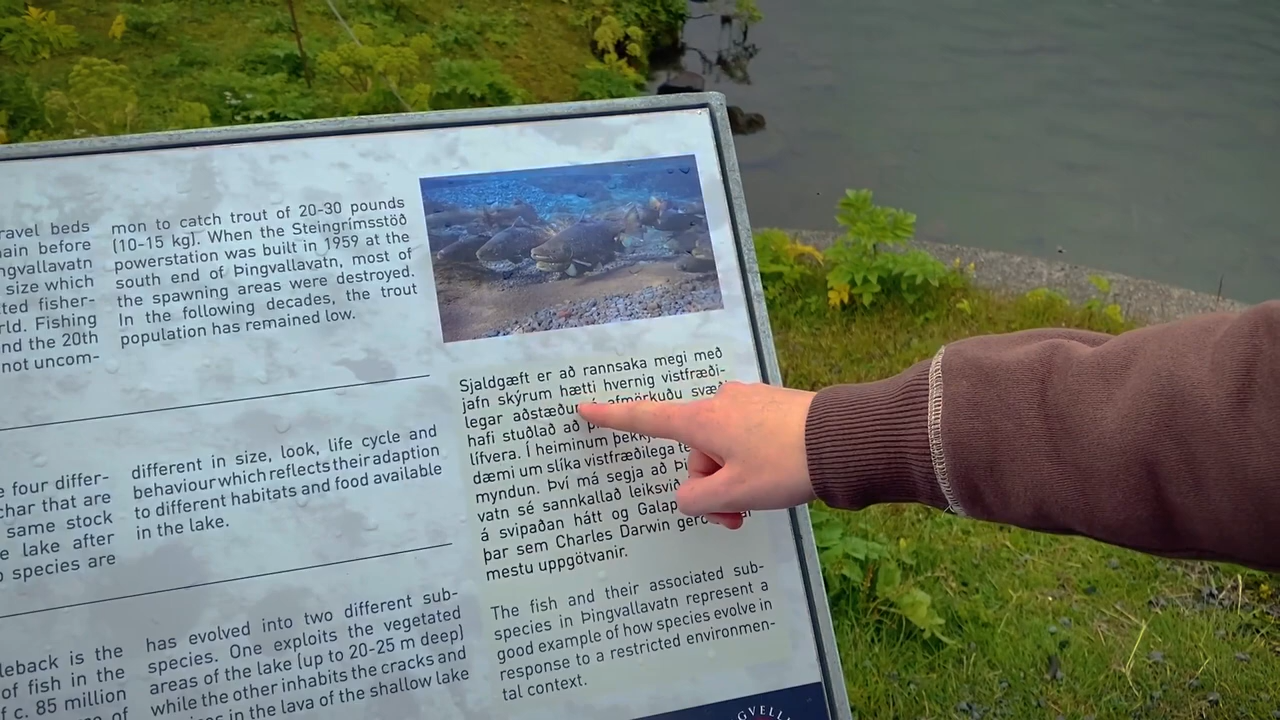 ravel beds
ain before
ngvallavatn
size which
ted fisher-
rld. Fishing
nd the 20th
not uncom-
mon to catch trout of 20-30 pounds
(10-15 kg). When the Steingrímsstöð
powerstation was built in 1959 at the
south end of Þingvallavatn, most of
the spawning areas were destroyed.
In the following decades, the trout
population has remained low.
e four differ-
char that are
same stock
e lake after
o species are
different in size, look, life cycle and
behaviour which reflects their adaption
to different habitats and food available
in the lake.
leback is the
of fish in the
f c. 85 million
has evolved into two different sub-
species. One exploits the vegetated
areas of the lake (up to 20-25 m deep)
while the other inhabits the cracks and
in the lava of the shallow lake
Sjaldgæft er að rannsaka megi með
jafn skýrum hætti hvernig vistfræði-
legar aðstæður á afmörkuðu svæð
hafi stuðlað að
lífvera. Í heiminum þekk
dæmi um slíka vistfræðilega te
myndun. Því má segja að Þi
vatn sé sannkallað leiksvið
á svipaðan hátt og Galap
þar sem Charles Darwin ger
mestu uppgötvanir.
The fish and their associated sub-
species in Þingvallavatn represent a
good example of how species evolve in
response to a restricted environmen-
tal context.
GVELL